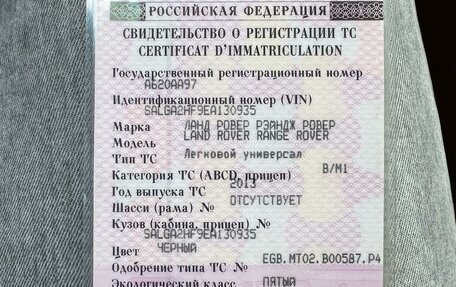 РОССИЙСКАЯ ФЕДЕРАЦИЯ
СВИДЕТЕЛЬСТВО О РЕГИСТРАЦИИ ТС
CERTIFICAT D'IMMATRICULATION
Государственный регистрационный номер
АБ20АА97
Идентификационный номер (VIN)
SALGA2HF9EA130935
Марка ЛАНД РОВЕР РЭЙНДЖ РОВЕР
Модель LAND ROVER RANGE ROVER
Тип ТС Легковой универсал
Категория ТС (ABCD, прицеп) B/M1
Год выпуска ТС 2013
Шасси (рама) № ОТСУТСТВУЕТ
Кузов (кабина, прицеп) №
SALGA2HF9EA130935
Цвет ЧЕРНЫЙ
Одобрение типа ТС № EGB.MT02.B00587.P4
Экологический класс ПЯТЫЙ